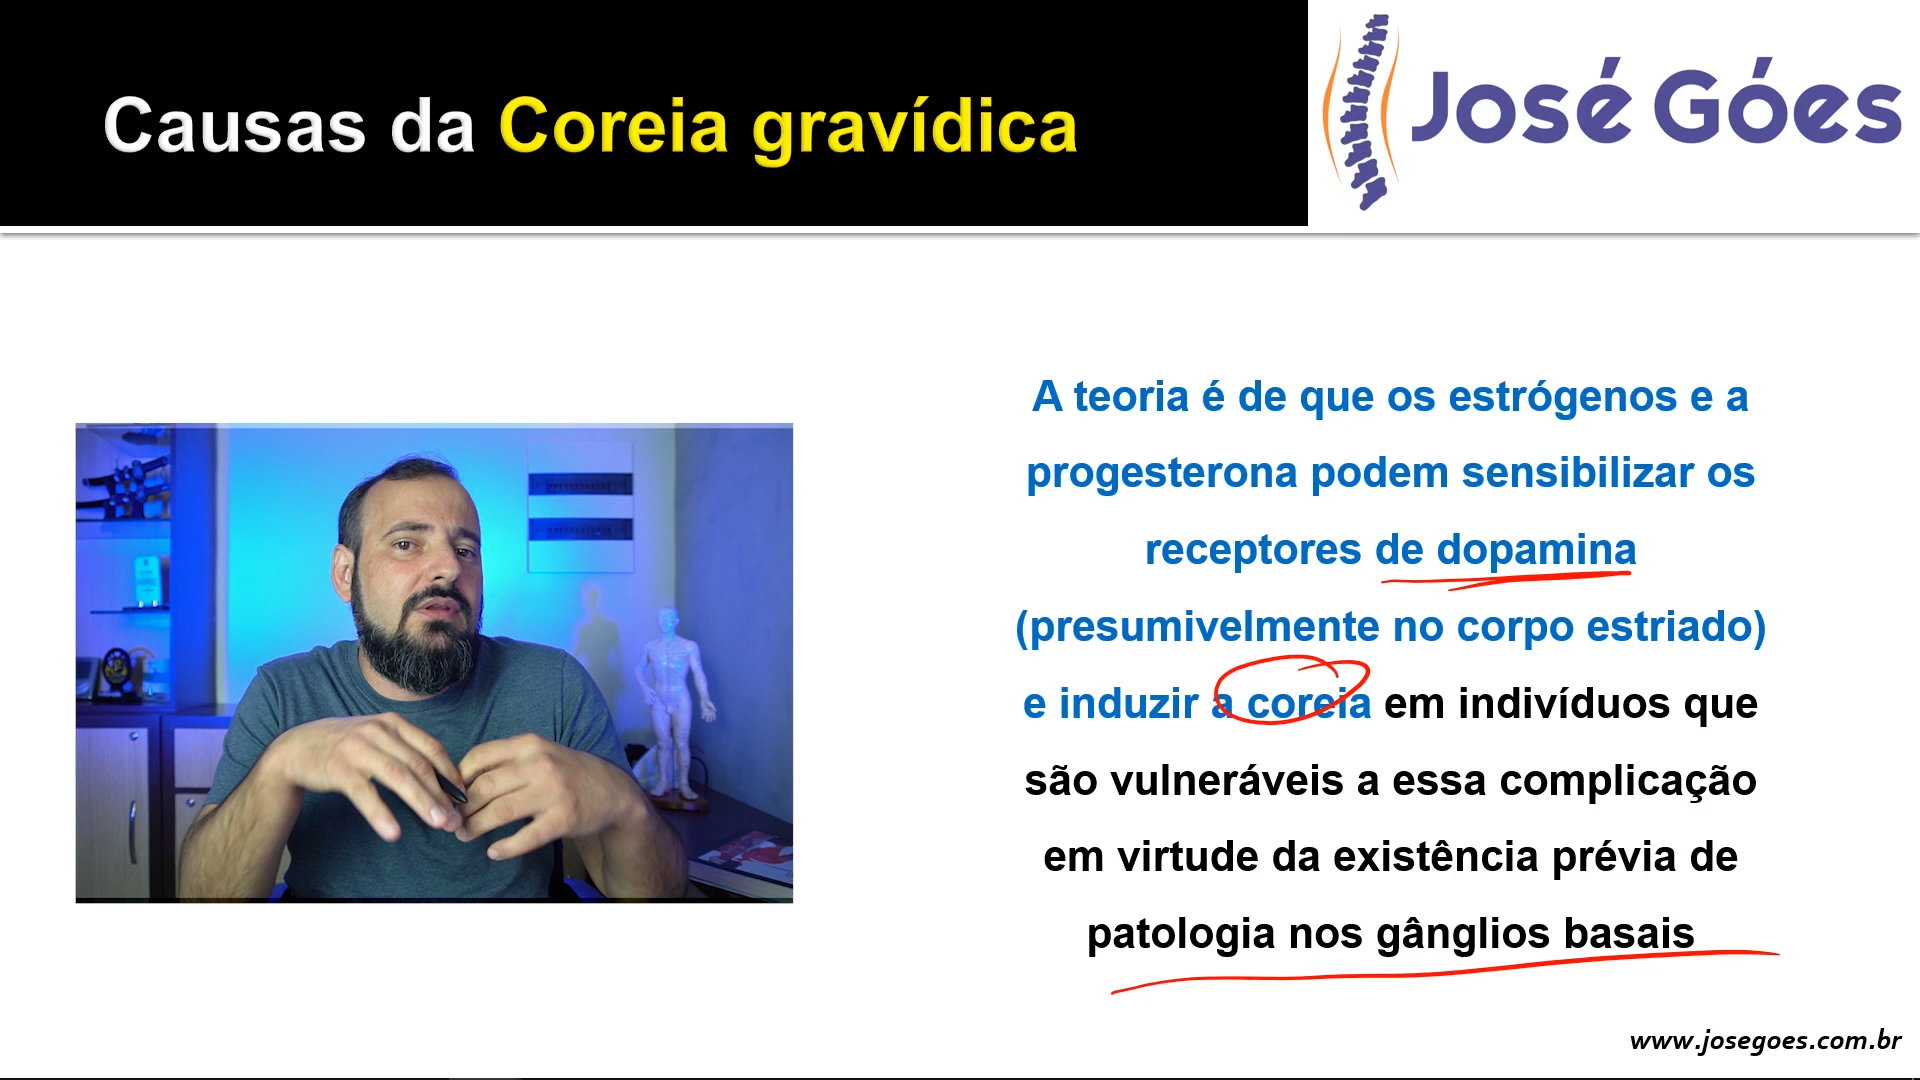 Causas da Coreia gravídica
José Góes
A teoria é de que os estrógenos e a
progesterona podem sensibilizar os
receptores de dopamina
(presumivelmente no corpo estriado)
e induzir a coreia em indivíduos que
são vulneráveis a essa complicação
em virtude da existência prévia de
patologia nos gânglios basais
www.josegoes.com.br